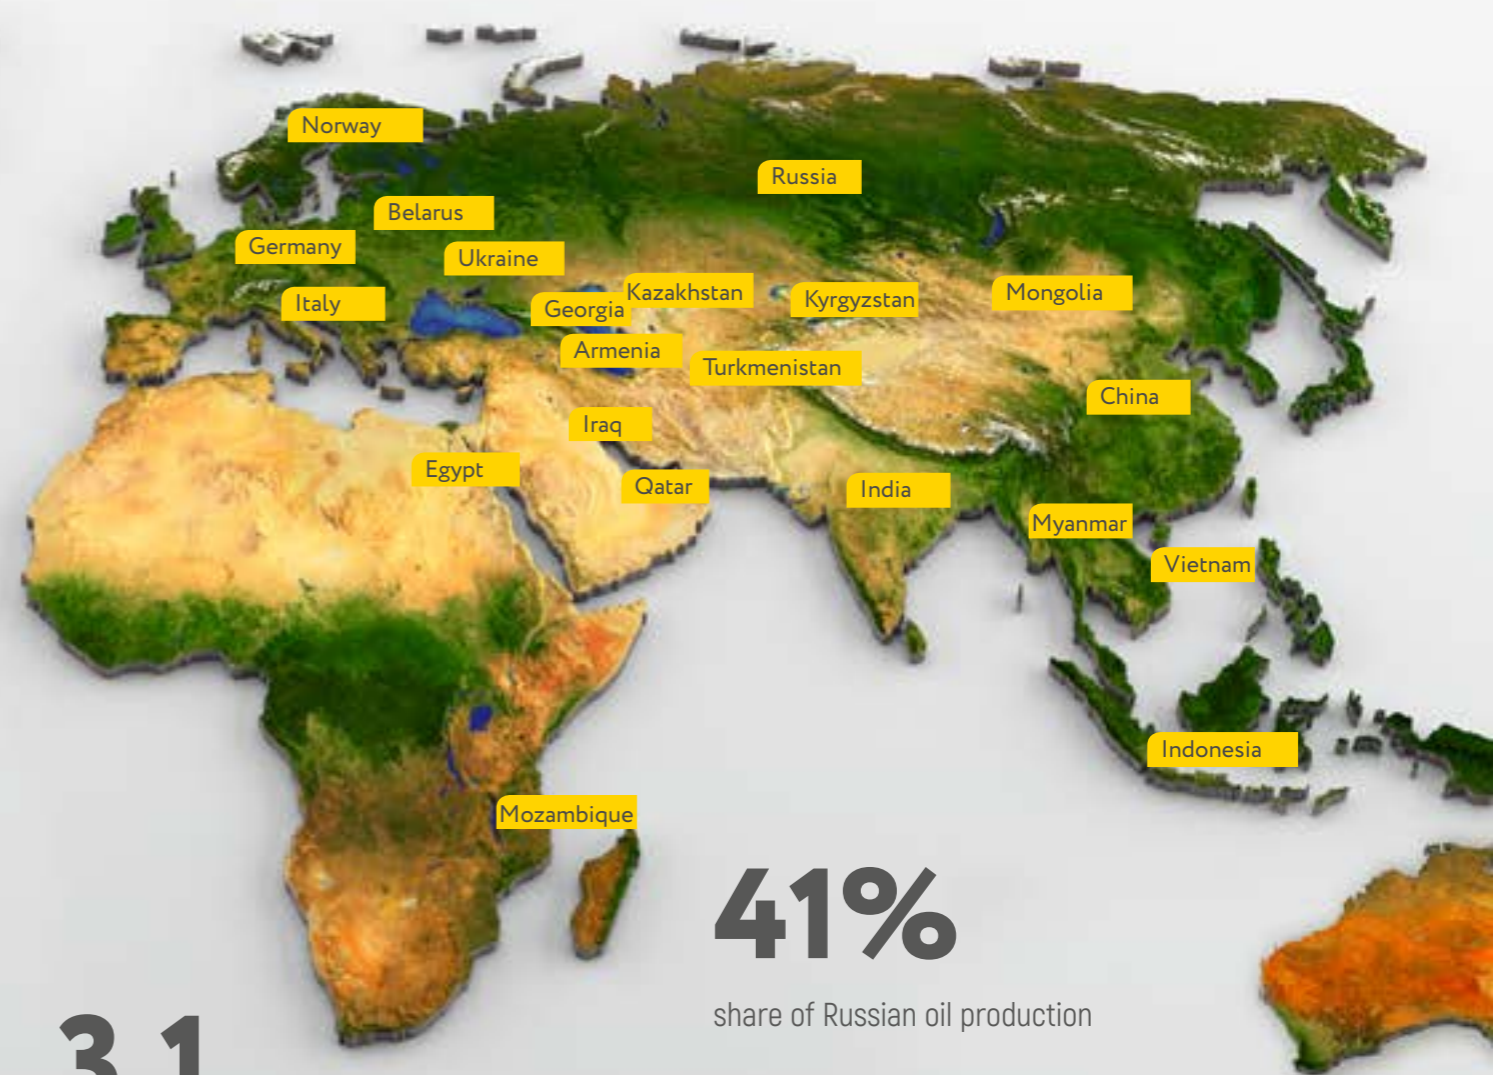 Norway
Russia
Belarus
Germany
Ukraine
Italy
Georgia
Kazakhstan
Kyrgyzstan
Mongolia
Armenia
Turkmenistan
China
Iraq
Egypt
Qatar
India
Myanmar
Vietnam
Indonesia
Mozambique
41%
share of Russian oil production
3.1